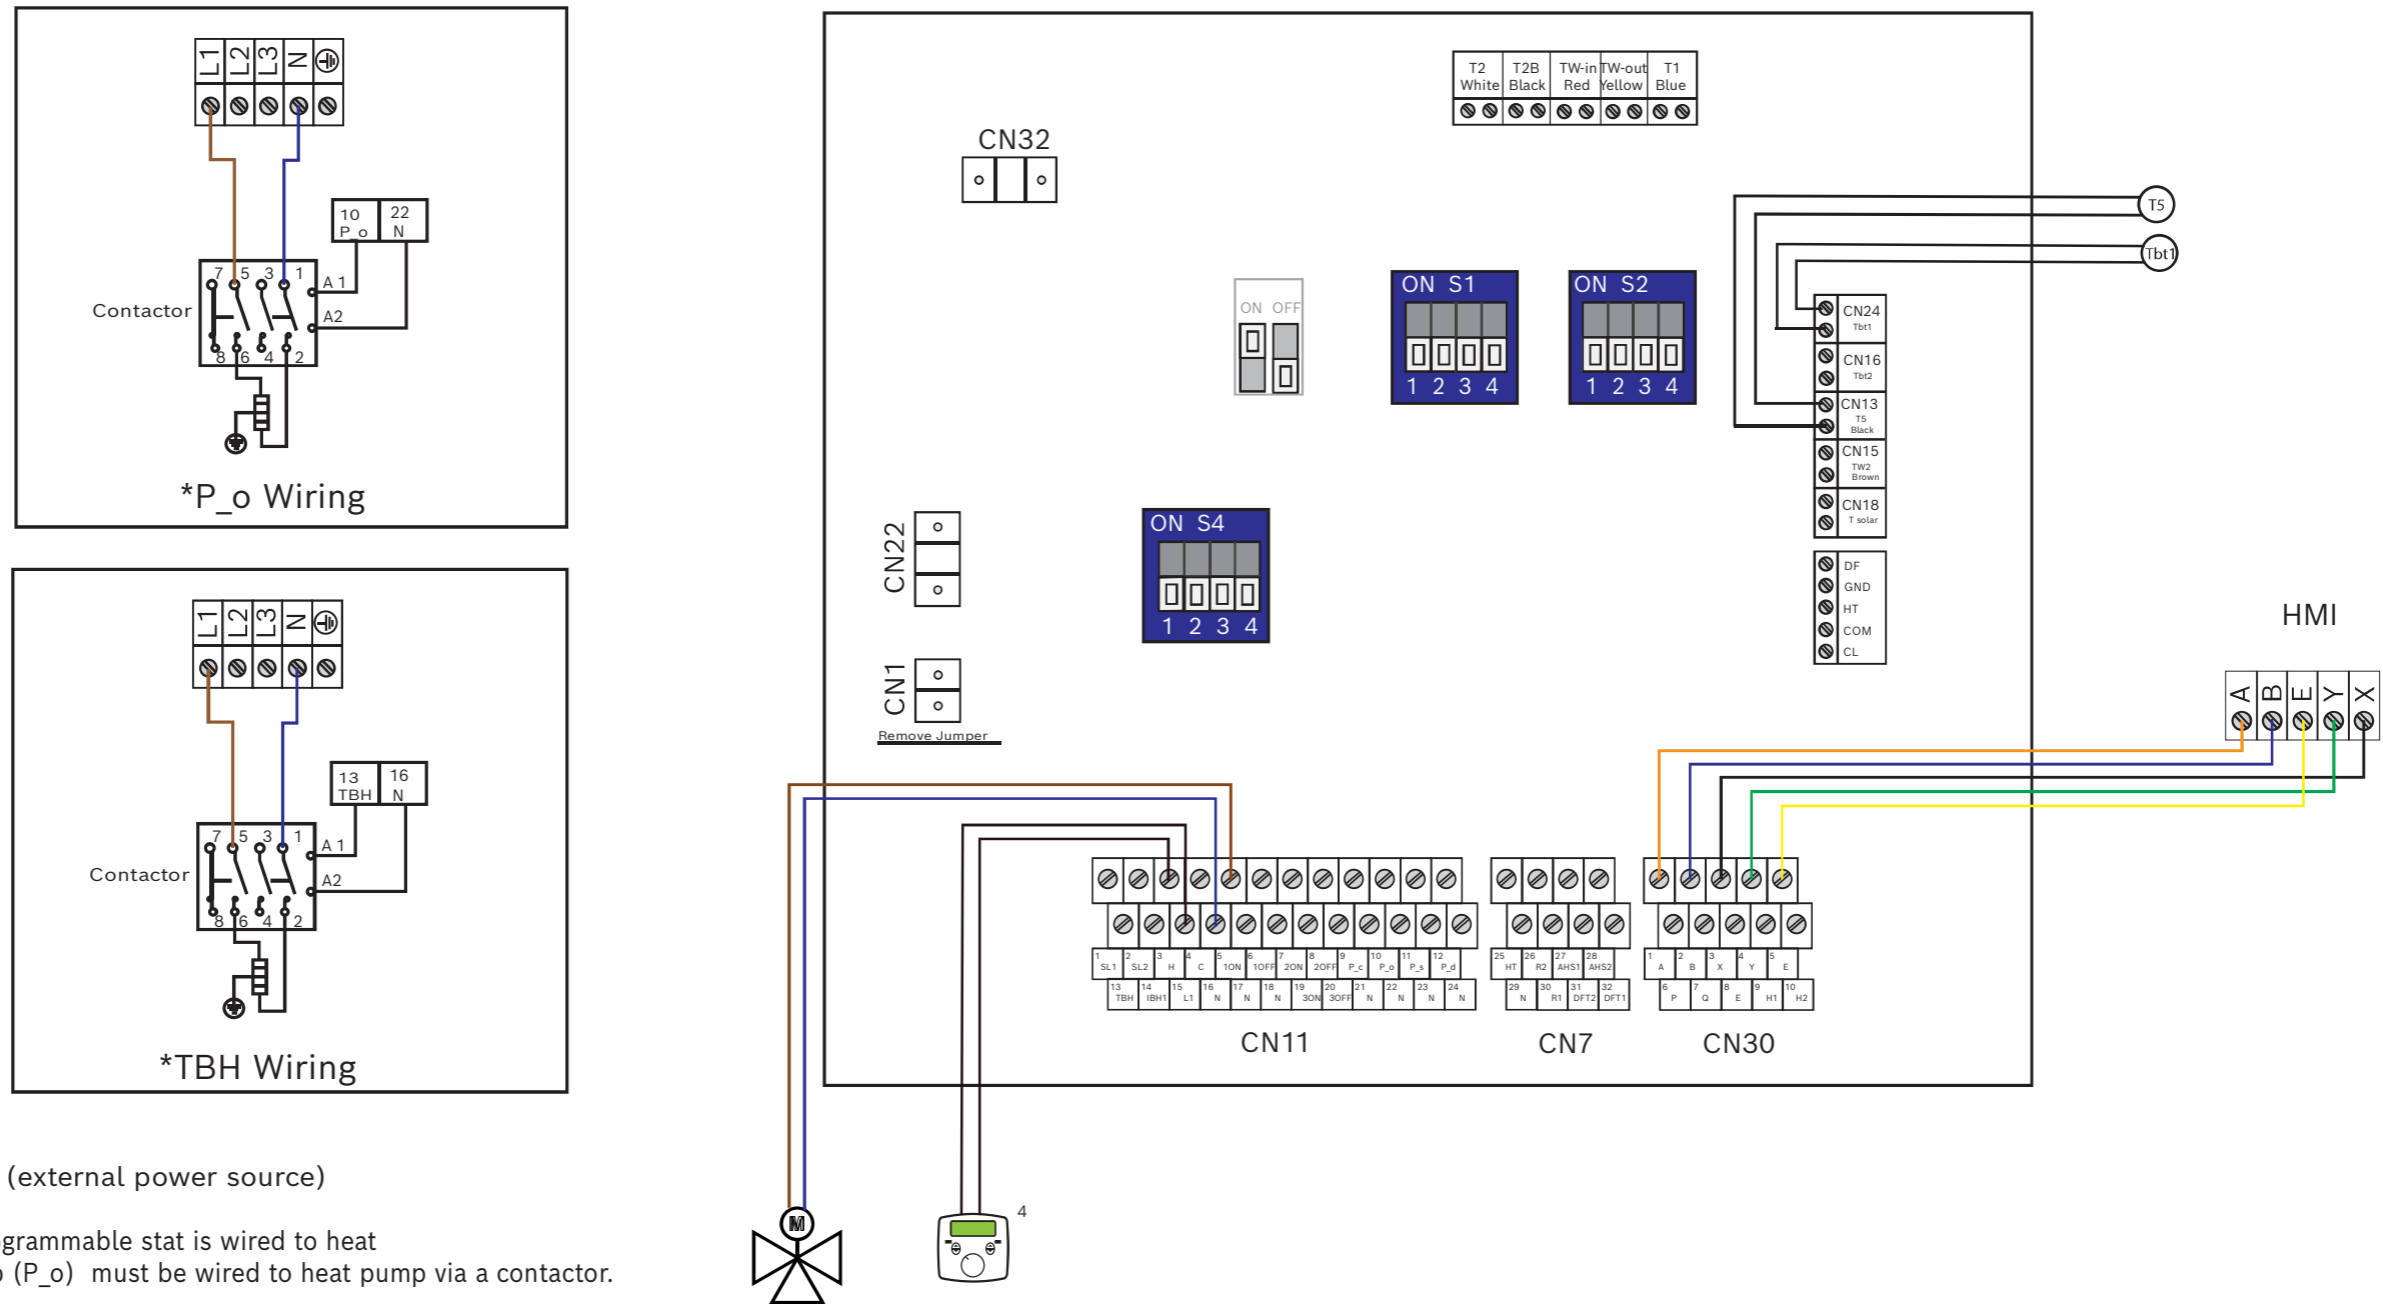 L1 L2 L3 N
10 22
P_o N
7 5 3 1
A 1
A2
Contactor
8 6 4 2
*P_o Wiring
L1 L2 L3 N
13 16
TBH N
7 5 3 1
A 1
A2
Contactor
8 6 4 2
*TBH Wiring
(external power source)
grammable stat is wired to heat
o (P_o) must be wired to heat pump via a contactor.
T2 T2B TW-in TW-out T1
White Black Red Yellow Blue
CN32
T5
Tbt1
ON OFF
ON S1
1 2 3 4
ON S2
1 2 3 4
CN24
Tbt1
CN16
Tbt2
CN13
T5
Black
CN15
TW2
Brown
CN18
T solar
DF
GND
HT
COM
CL
CN22
ON S4
1 2 3 4
CN1
Remove Jumper
HMI
A B E Y X
1 2 3 4 5 6 7 8 9 10 11 12
SL1 SL2 H C 1ON 1OFF 2ON 2OFF P_c P_o P_s P_d
13 14 15 16 17 18 19 20 21 22 23 24
TBH IBH1 L1 N N N 3ON 3OFF N N N N
CN11
25 26 27 28
HT R2 AHS1 AHS2
29 30 31 32
N R1 DFT2 DFT1
CN7
1 2 3 4 5
A B X Y E
6 7 8 9 10
P Q E H1 H2
CN30
M
4